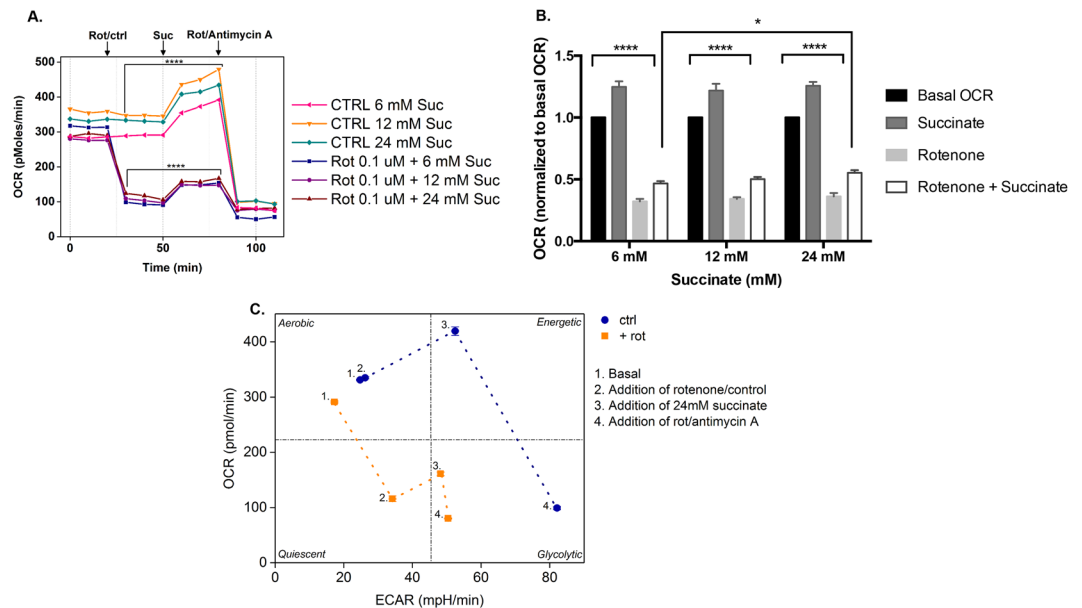 A.
Rot/ctrl Suc Rot/Antimycin A
****
****
OCR (pMoles/min)
500
400
300
200
100
0
0 50 100
Time (min)
CTRL 6 mM Suc
CTRL 12 mM Suc
CTRL 24 mM Suc
Rot 0.1 uM + 6 mM Suc
Rot 0.1 uM + 12 mM Suc
Rot 0.1 uM + 24 mM Suc
B.
*
**** **** ****
OCR (normalized to basal OCR)
1.5
1.0
0.5
0.0
6 mM 12 mM 24 mM
Succinate (mM)
Basal OCR
Succinate
Rotenone
Rotenone + Succinate
C.
Aerobic Energetic
Quiescent Glycolytic
1. 2. 3. 4.
1. 2. 3. 4.
OCR (pmol/min)
400
300
200
100
0
0 20 40 60 80
ECAR (mpH/min)
ctrl
+ rot
1. Basal
2. Addition of rotenone/control
3. Addition of 24mM succinate
4. Addition of rot/antimycin A